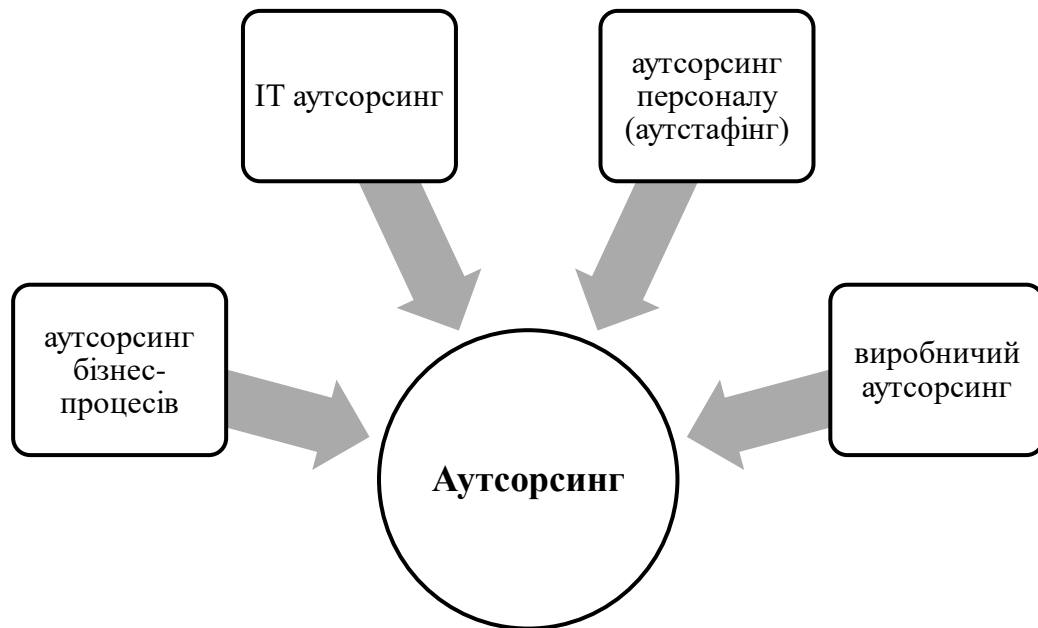 ІТ аутсорсинг
аутсорсинг
персоналу
(аутстафінг)
аутсорсинг
бізнес-
процесів
виробничий
аутсорсинг
Аутсорсинг